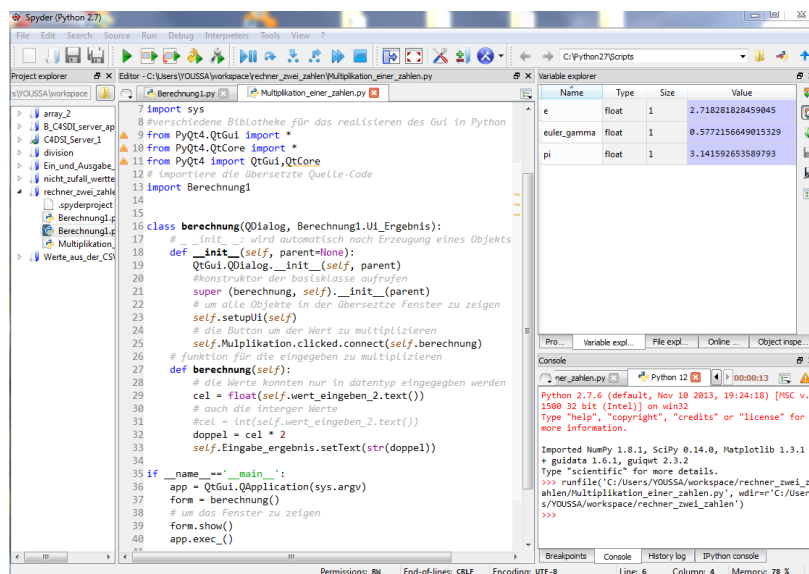 Spyder (Python 2.7)
File Edit Search Source Run Debug Interpreters Tools View ?
C:\Python27\Scripts
Project explorer
rs\YOUSSA\workspace
array_2
B_C4SDI_server_ap
C4DSI_Server_1
division
Ein_und_Ausgabe_
nicht_zufall_wertte
rechner_zwei_zahle
.spyderproject
Berechnung1.p
Berechnung1.p
Multiplikation_
Werte_aus_der_CSV
Editor - C:\Users\YOUSSA\workspace\rechner_zwei_zahlen\Multiplikation_einer_zahlen.py
Berechnung1.py Multiplikation_einer_zahlen.py
7 import sys
8 #verschiedene Bibliotheke für das realisieren des Gui in Python
9 from PyQt4.QtGui import *
10 from PyQt4.QtCore import *
11 from PyQt4 import QtGui,QtCore
12 # importiere die übersetzte Quelle-Code
13 import Berechnung1
14
15
16 class berechnung(QDialog, Berechnung1.Ui_Ergebnis):
17 # _ _init_ _: wird automatisch nach Erzeugung eines Objekts
18 def __init__(self, parent=None):
19 QtGui.QDialog.__init__(self, parent)
20 #konstruktor der basisklasse aufrufen
21 super (berechnung, self).__init__(parent)
22 # um alle Objekte in der überseztze Fenster zu zeigen
23 self.setupUi(self)
24 # die Button um der Wert zu multiplizieren
25 self.Mulplikation.clicked.connect(self.berechnung)
26 # funktion für die eingegeben zu multiplizieren
27 def berechnung(self):
28 # die Werte konnten nur in datentyp eingegegben werden
29 cel = float(self.wert_eingeben_2.text())
30 # auch die interger Werte
31 #cel = int(self.wert_eingeben_2.text())
32 doppel = cel * 2
33 self.Eingabe_ergebnis.setText(str(doppel))
34
35 if __name__=='__main__':
36 app = QtGui.QApplication(sys.argv)
37 form = berechnung()
38 # um das Fenster zu zeigen
39 form.show()
40 app.exec_()
Variable explorer
Name Type Size Value
e float 1 2.718281828459045
euler_gamma float 1 0.5772156649015329
pi float 1 3.141592653589793
Pro... Variable expl... File expl... Online ... Object inspe...
Console
ner_zahlen.py Python 12 00:00:13
Python 2.7.6 (default, Nov 10 2013, 19:24:18) [MSC v.
1500 32 bit (Intel)] on win32
Type "help", "copyright", "credits" or "license" for
more information.
Imported NumPy 1.8.1, SciPy 0.14.0, Matplotlib 1.3.1
+ guidata 1.6.1, guiqwt 2.3.2
Type "scientific" for more details.
>>> runfile('C:/Users/YOUSSA/workspace/rechner_zwei_z
ahlen/Multiplikation_einer_zahlen.py', wdir=r'C:/User
s/YOUSSA/workspace/rechner_zwei_zahlen')
>>>
Breakpoints Console History log IPython console
Permissions: RW End-of-lines: CRLF Encoding: UTF-8 Line: 6 Column: 4 Memory: 78 %